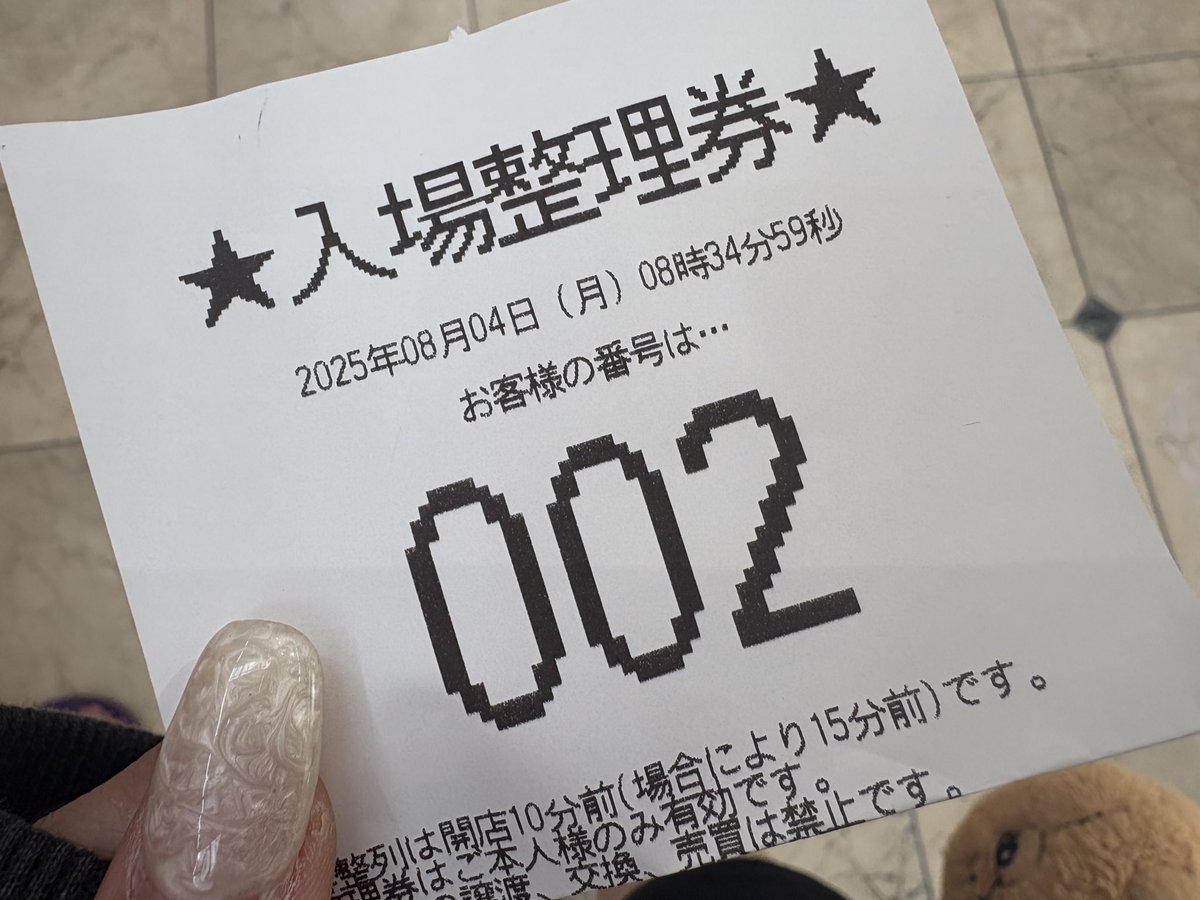 ★入場整理券★
2025年08月04日（月）08時34分59秒
お客様の番号は…
002
整列は開店10分前(場合により15分前)です。
理券はご本人様のみ有効です。
の譲渡、交換、売買は禁止です。